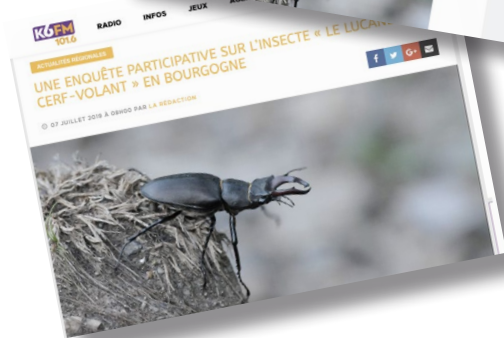 K6FM
101.6
RADIO
INFOS
JEUX
ACTUALITÉS RÉGIONALES
UNE ENQUÊTE PARTICIPATIVE SUR L'INSECTE « LE LUCANE
CERF-VOLANT » EN BOURGOGNE
07 JUILLET 2018 À 08H00 PAR LA RÉDACTION
f
G+